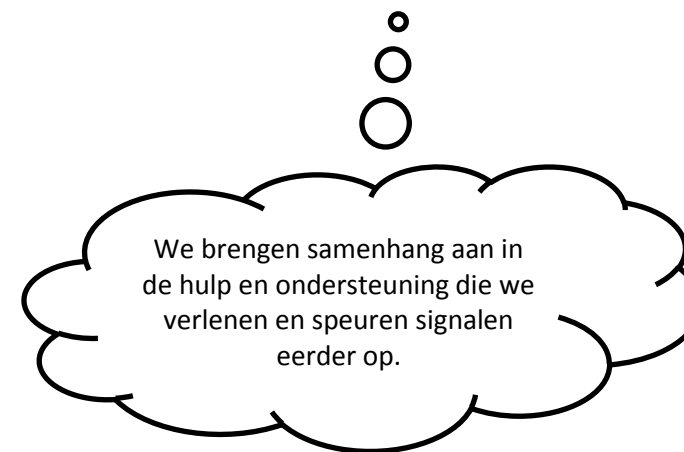 We brengen samenhang aan in
de hulp en ondersteuning die we
verlenen en speuren signalen
eerder op.